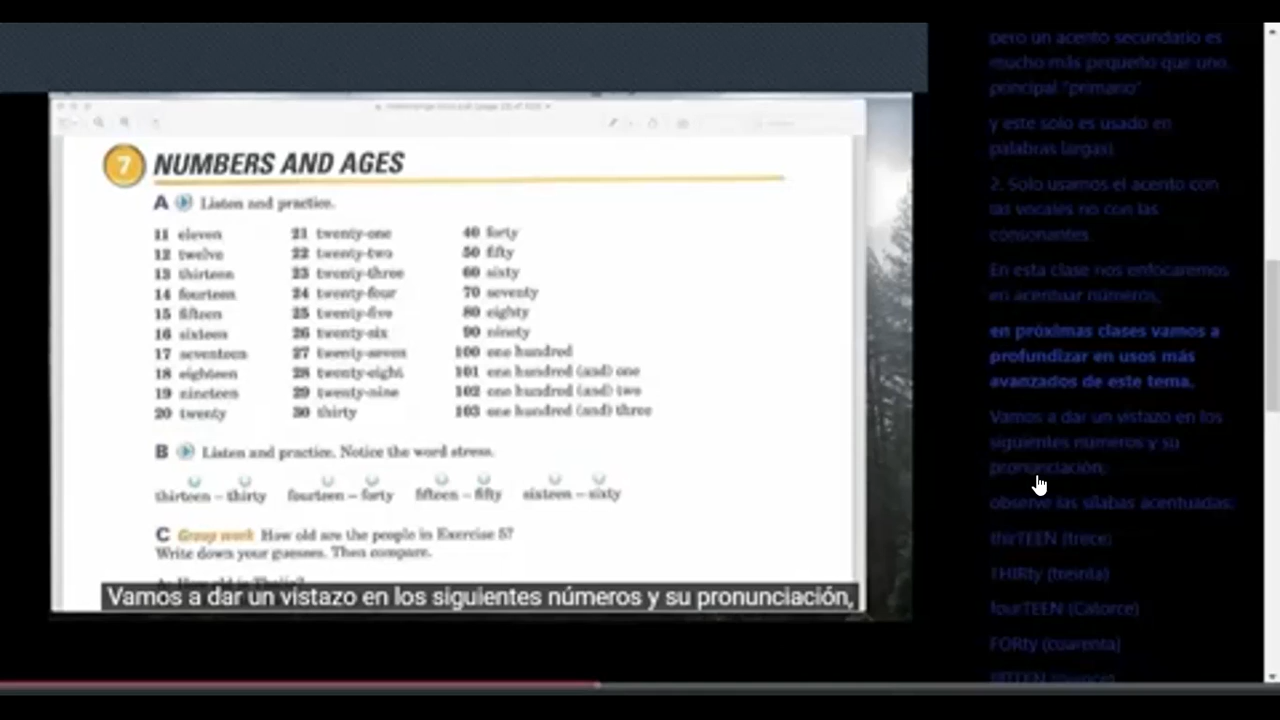 7 NUMBERS AND AGES
A Listen and practice.
11 eleven
12 twelve
13 thirteen
14 fourteen
15 fifteen
16 sixteen
17 seventeen
18 eighteen
19 nineteen
20 twenty
21 twenty-one
22 twenty-two
23 twenty-three
24 twenty-four
25 twenty-five
26 twenty-six
27 twenty-seven
28 twenty-eight
29 twenty-nine
30 thirty
40 forty
50 fifty
60 sixty
70 seventy
80 eighty
90 ninety
100 one hundred
101 one hundred (and) one
102 one hundred (and) two
103 one hundred (and) three
B Listen and practice. Notice the word stress.
thirteen – thirty fourteen – forty fifteen – fifty sixteen – sixty
C Group work How old are the people in Exercise 5?
Write down your guesses. Then compare.
Vamos a dar un vistazo en los siguientes números y su pronunciación,
pero un acento secundario es
mucho más pequeño que uno
principal "primario"
y este solo es usado en
palabras largas).
2. Solo usamos el acento con
las vocales no con las
consonantes.
En esta clase nos enfocaremos
en acentuar números,
en próximas clases vamos a
profundizar en usos más
avanzados de este tema.
Vamos a dar un vistazo en los
siguientes números y su
pronunciación,
observe las sílabas acentuadas:
thirTEEN (trece)
THIRty (treinta)
fourTEEN (Catorce)
FORty (cuarenta)